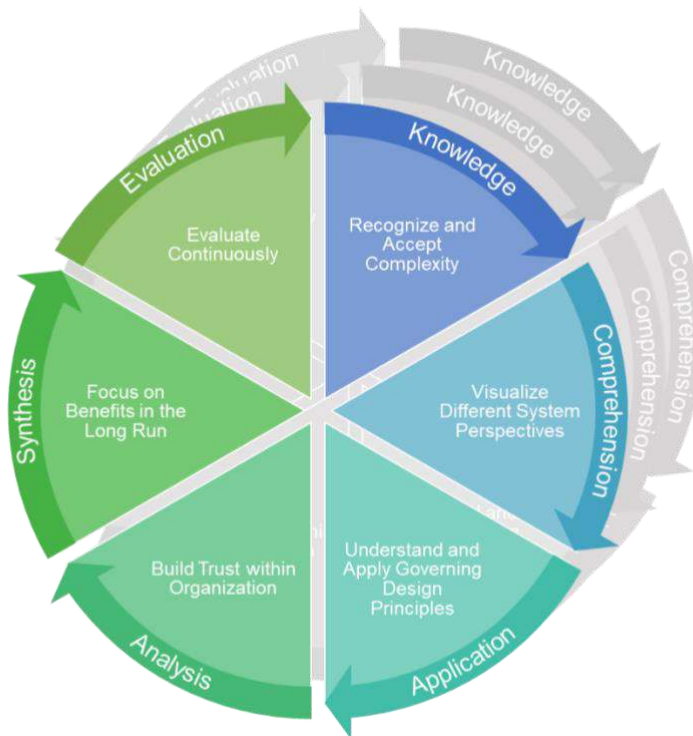 Evaluation
Knowledge
Evaluation
Knowledge
Evaluation
Knowledge
Evaluate
Continuously
Recognize and
Accept
Complexity
Comprehension
Comprehension
Comprehension
Synthesis
Focus on
Benefits in the
Long Run
Visualize
Different System
Perspectives
Build Trust within
Organization
Understand and
Apply Governing
Design
Principles
Analysis
Application